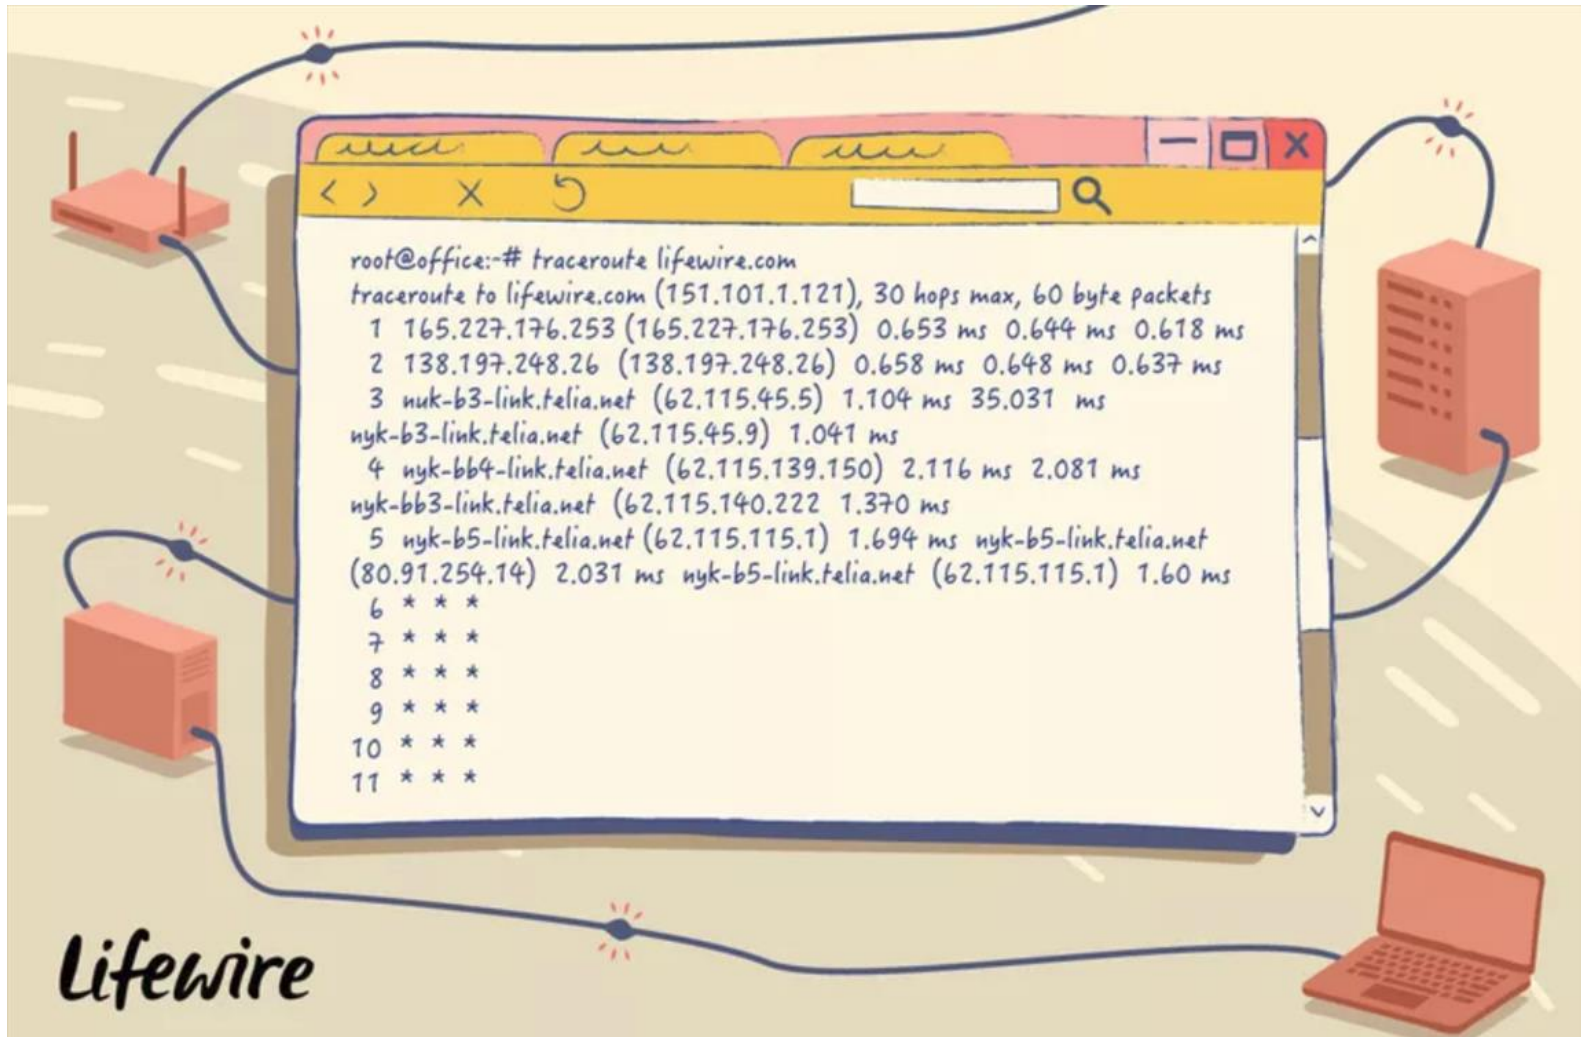 root@office:~# traceroute lifewire.com
traceroute to lifewire.com (151.101.1.121), 30 hops max, 60 byte packets
1 165.227.176.253 (165.227.176.253) 0.653 ms 0.644 ms 0.618 ms
2 138.197.248.26 (138.197.248.26) 0.658 ms 0.648 ms 0.637 ms
3 nuk-b3-link.telia.net (62.115.45.5) 1.104 ms 35.031 ms
nyk-b3-link.telia.net (62.115.45.9) 1.041 ms
4 nyk-bb4-link.telia.net (62.115.139.150) 2.116 ms 2.081 ms
nyk-bb3-link.telia.net (62.115.140.222 1.370 ms
5 nyk-b5-link.telia.net (62.115.115.1) 1.694 ms nyk-b5-link.telia.net
(80.91.254.14) 2.031 ms nyk-b5-link.telia.net (62.115.115.1) 1.60 ms
6 * * *
7 * * *
8 * * *
9 * * *
10 * * *
11 * * *
Lifewire